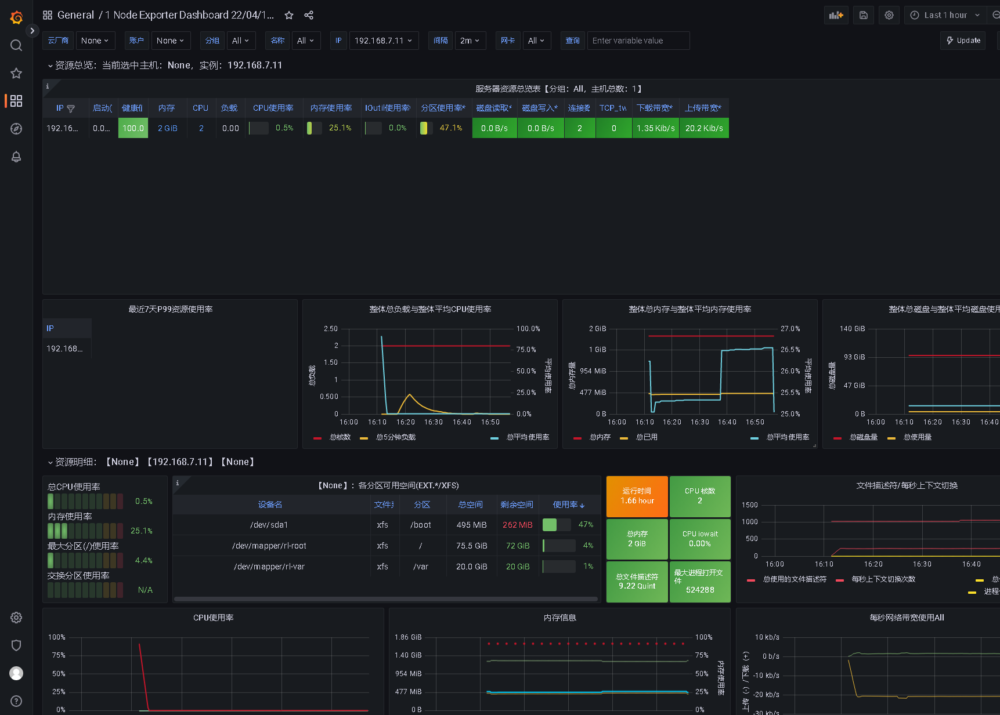 General / 1 Node Exporter Dashboard 22/04/1...
Last 1 hour
云厂商 None 账户 None 分组 All 名称 All IP 192.168.7.11 间隔 2m 网卡 All 查询 Enter variable value
Update
资源总览：当前选中主机：None，实例：192.168.7.11
服务器资源总览表【分组：All，主机总数：1】
IP 启动( 健康值 内存 CPU 负载 CPU使用率 内存使用率 IOutil使用率* 分区使用率* 磁盘读取* 磁盘写入* 连接数 TCP_tw 下载带宽* 上传带宽*
192.16... 0.0... 100.0 2 GiB 2 0.00 0.5% 25.1% 0.0% 47.1% 0.0 B/s 0.0 B/s 2 0 1.35 Kib/s 20.2 Kib/s
最近7天P99资源使用率
IP
192.168...
整体总负载与整体平均CPU使用率
2.50
2
1.50
1
0.500
0
总负载
100.0%
75.0%
50.0%
25.0%
0.0%
平均使用率
16:00 16:10 16:20 16:30 16:40 16:50
总核数 总5分钟负载 总平均使用率
整体总内存与整体平均内存使用率
2 GiB
1 GiB
954 MiB
477 MiB
0 B
总内存量
27.0%
26.5%
26.0%
25.5%
25.0%
平均使用率
16:00 16:10 16:20 16:30 16:40 16:50
总内存 总已用 总平均使用率
整体总磁盘与整体平均磁盘使用
140 GiB
93 GiB
47 GiB
0 B
总磁盘量
16:00 16:10 16:20 16:30 16:40
总磁盘量 总使用量
资源明细：【None】【192.168.7.11】【None】
总CPU使用率
0.5%
内存使用率
25.1%
最大分区(/)使用率
4.4%
交换分区使用率
N/A
【None】：各分区可用空间(EXT.*/XFS)
设备名 文件系 分区 总空间 剩余空间 使用率
/dev/sda1 xfs /boot 495 MiB 262 MiB 47%
/dev/mapper/rl-root xfs / 75.5 GiB 72 GiB 4%
/dev/mapper/rl-var xfs /var 20.0 GiB 20 GiB 1%
运行时间
1.66 hour
CPU 核数
2
总内存
2 GiB
CPU iowait
0.00%
总文件描述符
9.22 Quint
最大进程打开文
件
524288
文件描述符/每秒上下文切换
1500
1000
500
0
16:00 16:10 16:20 16:30 16:40
总使用的文件描述符 每秒上下文切换次数 总
进程
CPU使用率
100%
75%
50%
25%
0%
内存信息
1.86 GiB
1.40 GiB
954 MiB
477 MiB
0 B
100%
75%
50%
25%
0%
内存使用率
每秒网络带宽使用All
10 kb/s
0 b/s
-10 kb/s
-20 kb/s
-30 kb/s
上传 (-) /下载 (+)